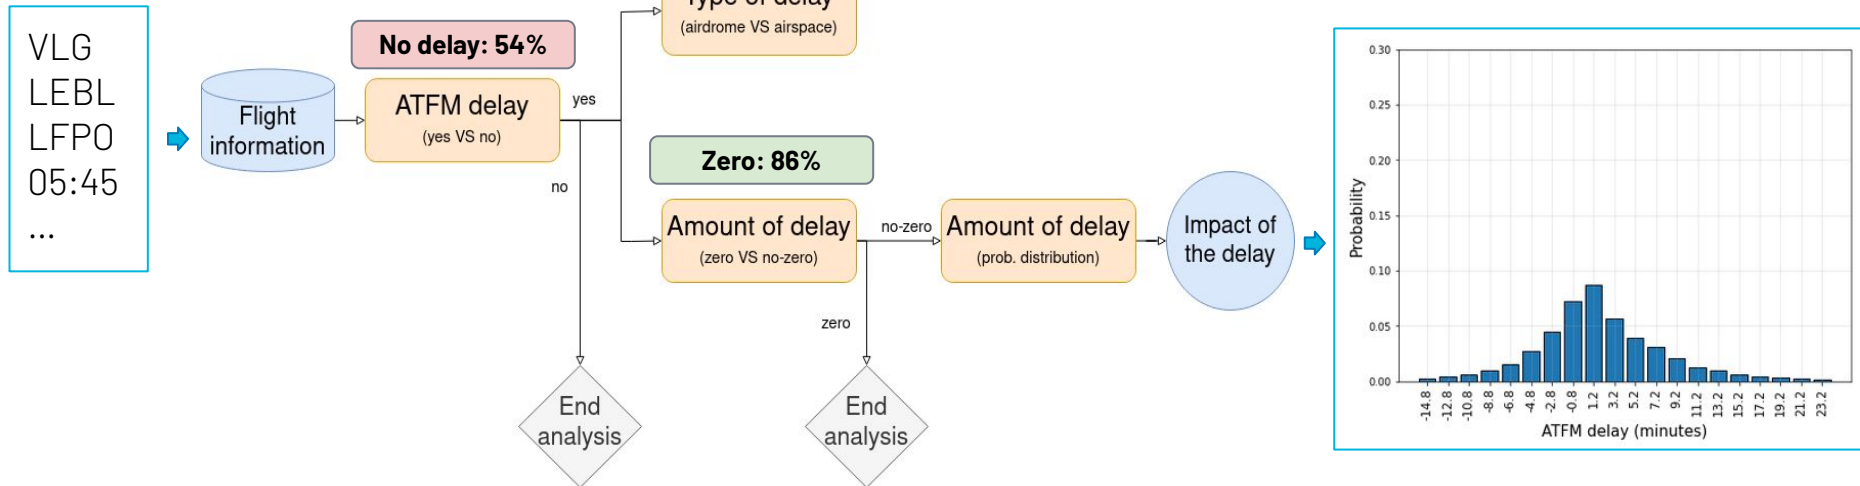 VLG
LEBL
LFPO
05:45
...
Flight
information
No delay: 54%
ATFM delay
(yes VS no)
yes
no
Type of delay
(airdrome VS airspace)
Zero: 86%
Amount of delay
(zero VS no-zero)
no-zero
zero
Amount of delay
(prob. distribution)
Impact of
the delay
End
analysis
End
analysis
Probability
0.30
0.25
0.20
0.15
0.10
0.05
0.00
-14.8
-12.8
-10.8
-8.8
-6.8
-4.8
-2.8
-0.8
1.2
3.2
5.2
7.2
9.2
11.2
13.2
15.2
17.2
19.2
21.2
23.2
ATFM delay (minutes)